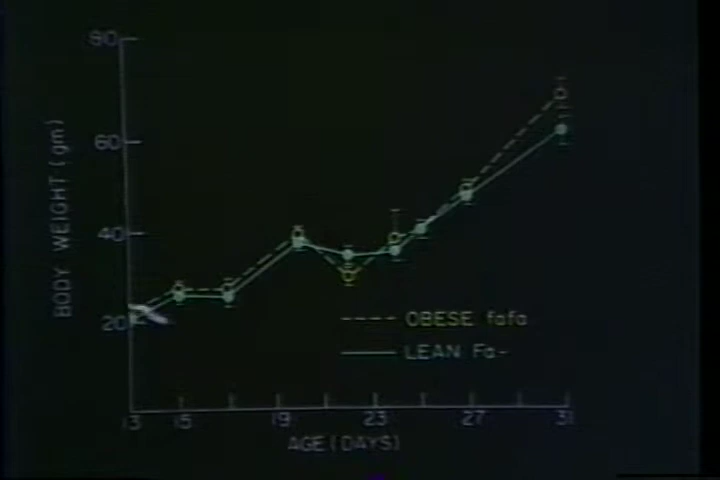 80
60
40
20
BODY WEIGHT (gm)
OBESE fafa
LEAN Fa-
13 15 19 23 27 31
AGE (DAYS)